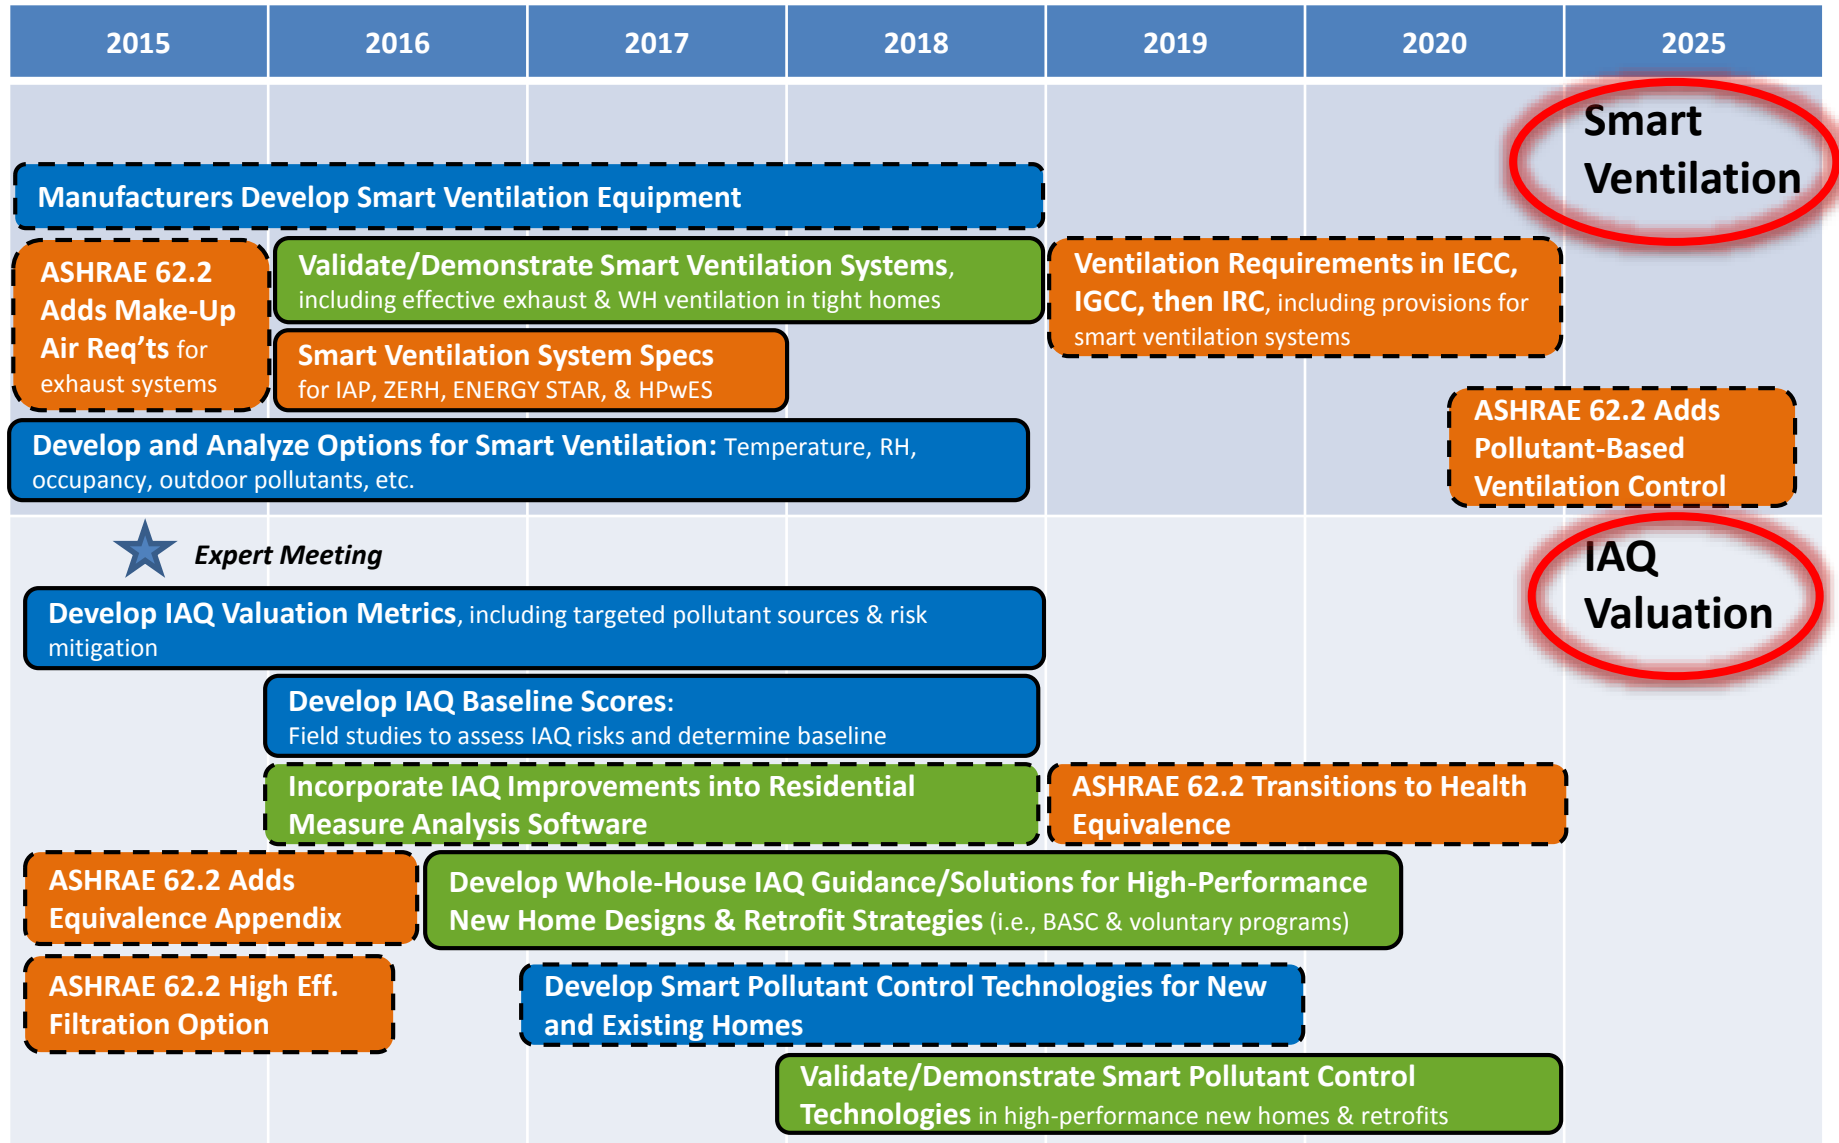 2015 2016 2017 2018 2019 2020 2025
Smart
Ventilation
Manufacturers Develop Smart Ventilation Equipment
ASHRAE 62.2
Adds Make-Up
Air Req'ts for
exhaust systems
Validate/Demonstrate Smart Ventilation Systems,
including effective exhaust & WH ventilation in tight homes
Ventilation Requirements in IECC,
IGCC, then IRC, including provisions for
smart ventilation systems
Smart Ventilation System Specs
for IAP, ZERH, ENERGY STAR, & HPwES
ASHRAE 62.2 Adds
Pollutant-Based
Ventilation Control
Develop and Analyze Options for Smart Ventilation: Temperature, RH,
occupancy, outdoor pollutants, etc.
Expert Meeting
IAQ
Valuation
Develop IAQ Valuation Metrics, including targeted pollutant sources & risk
mitigation
Develop IAQ Baseline Scores:
Field studies to assess IAQ risks and determine baseline
Incorporate IAQ Improvements into Residential
Measure Analysis Software
ASHRAE 62.2 Transitions to Health
Equivalence
ASHRAE 62.2 Adds
Equivalence Appendix
Develop Whole-House IAQ Guidance/Solutions for High-Performance
New Home Designs & Retrofit Strategies (i.e., BASC & voluntary programs)
ASHRAE 62.2 High Eff.
Filtration Option
Develop Smart Pollutant Control Technologies for New
and Existing Homes
Validate/Demonstrate Smart Pollutant Control
Technologies in high-performance new homes & retrofits